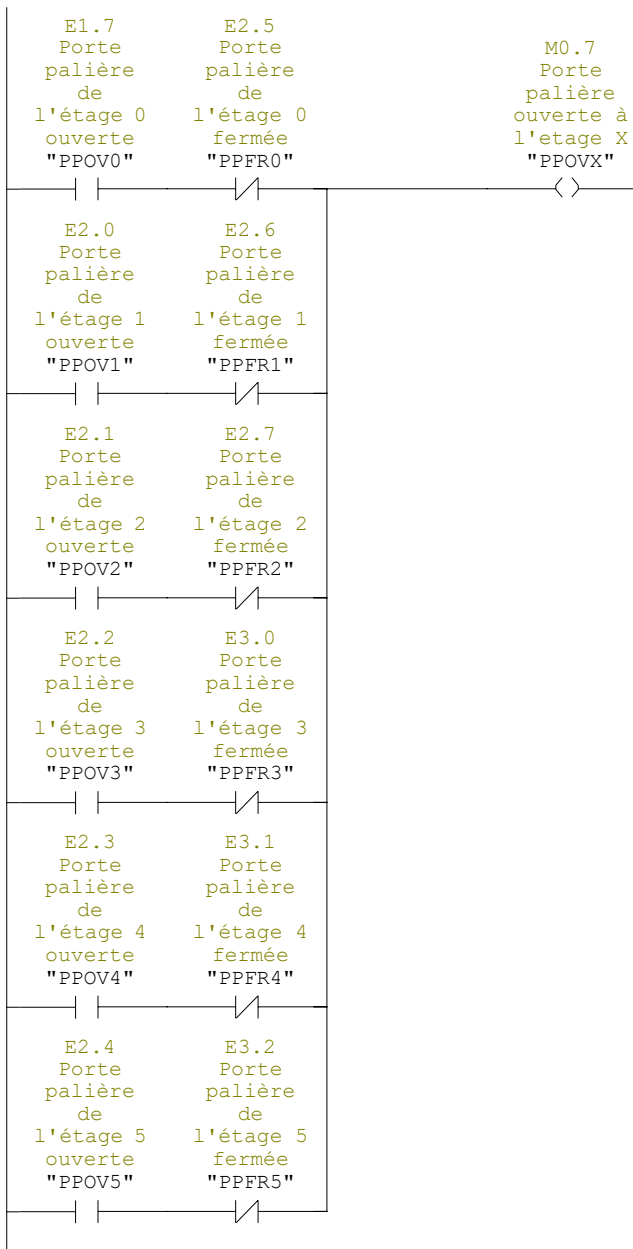 E1.7
Porte
palière
de
l'étage 0
ouverte
"PPOV0"
E2.5
Porte
palière
de
l'étage 0
fermée
"PPFR0"
M0.7
Porte
palière
ouverte à
l'etage X
"PPOVX"
E2.0
Porte
palière
de
l'étage 1
ouverte
"PPOV1"
E2.6
Porte
palière
de
l'étage 1
fermée
"PPFR1"
E2.1
Porte
palière
de
l'étage 2
ouverte
"PPOV2"
E2.7
Porte
palière
de
l'étage 2
fermée
"PPFR2"
E2.2
Porte
palière
de
l'étage 3
ouverte
"PPOV3"
E3.0
Porte
palière
de
l'étage 3
fermée
"PPFR3"
E2.3
Porte
palière
de
l'étage 4
ouverte
"PPOV4"
E3.1
Porte
palière
de
l'étage 4
fermée
"PPFR4"
E2.4
Porte
palière
de
l'étage 5
ouverte
"PPOV5"
E3.2
Porte
palière
de
l'étage 5
fermée
"PPFR5"